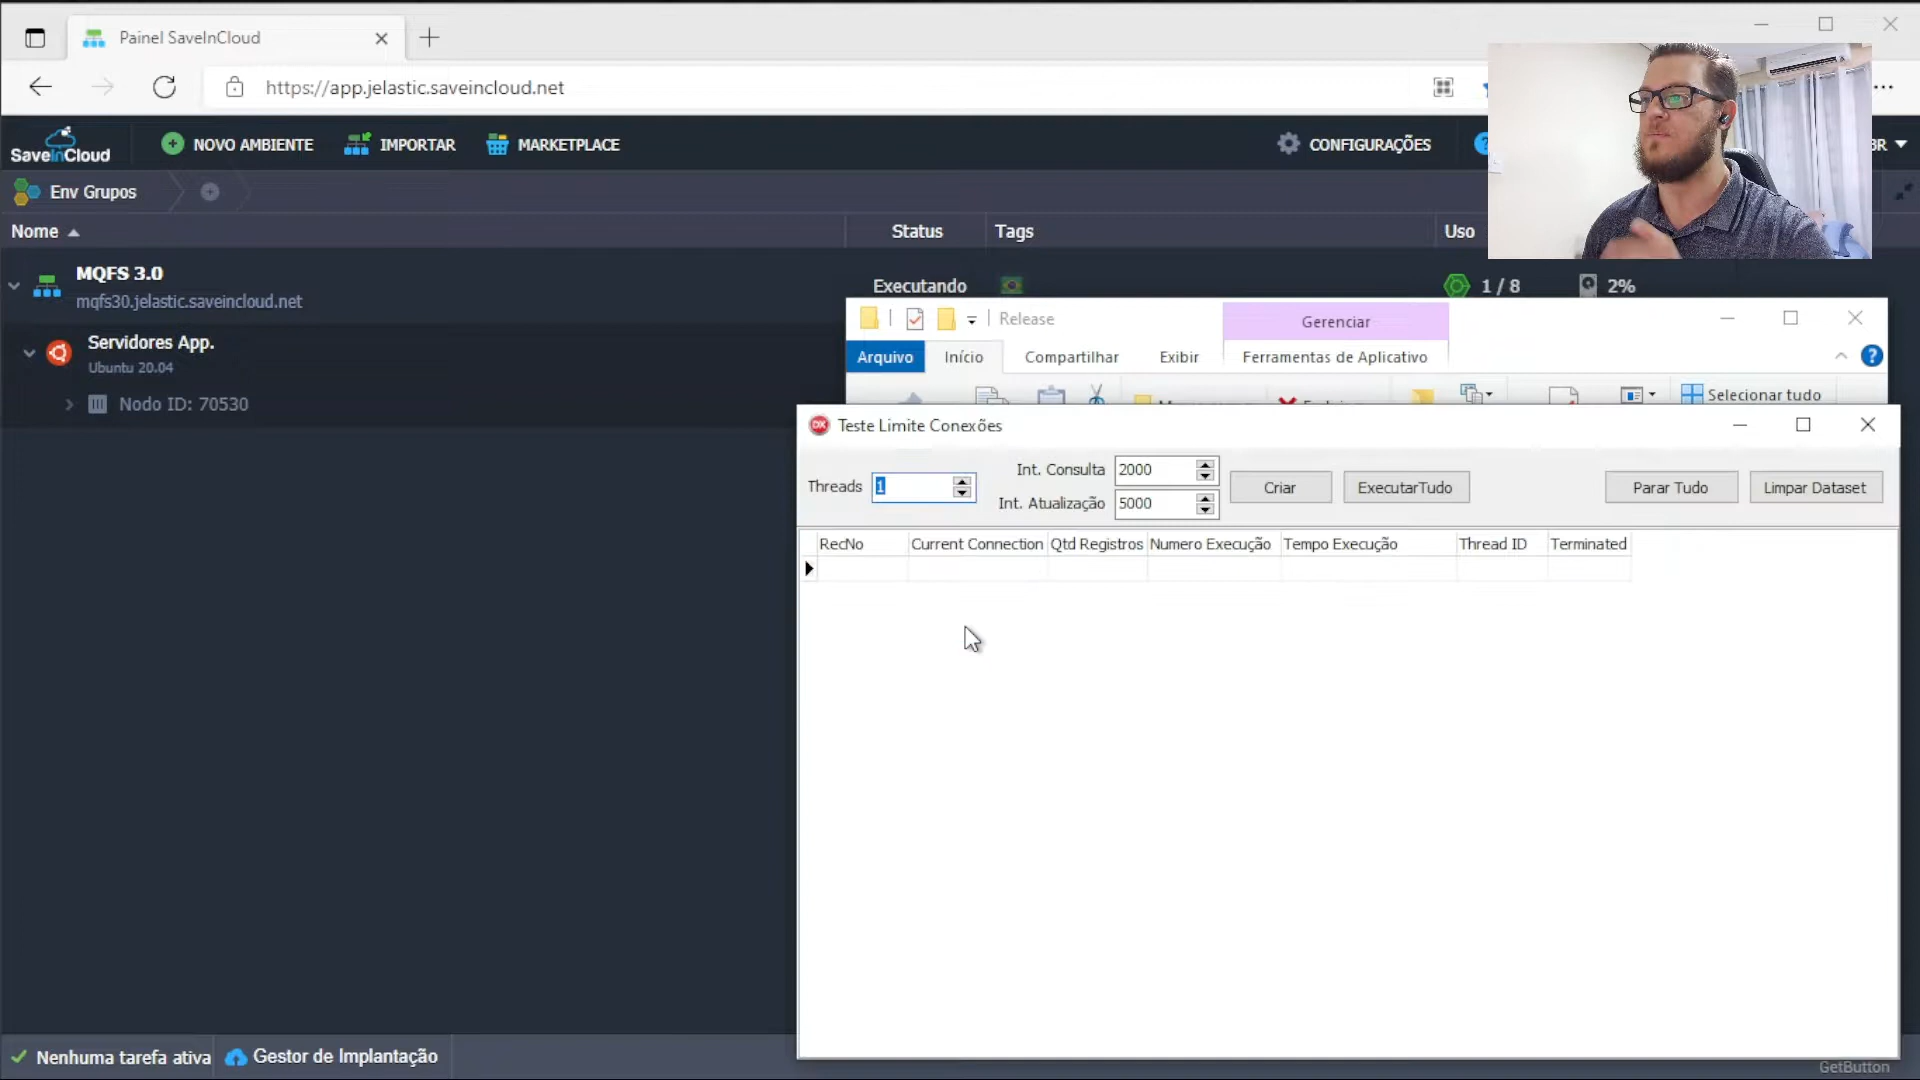 Painel SaveInCloud
https://app.jelastic.saveincloud.net
SaveInCloud
NOVO AMBIENTE
IMPORTAR
MARKETPLACE
CONFIGURAÇÕES
BR
Env Grupos
Nome
Status
Tags
Uso
MQFS 3.0
mqfs30.jelastic.saveincloud.net
Executando
1 / 8
2%
Servidores App.
Ubuntu 20.04
Nodo ID: 70530
Release
Gerenciar
Arquivo
Início
Compartilhar
Exibir
Ferramentas de Aplicativo
Selecionar tudo
DX
Teste Limite Conexões
Threads
1
Int. Consulta
2000
Int. Atualização
5000
Criar
ExecutarTudo
Parar Tudo
Limpar Dataset
RecNo
Current Connection
Qtd Registros
Numero Execução
Tempo Execução
Thread ID
Terminated
Nenhuma tarefa ativa
Gestor de Implantação
GetButton